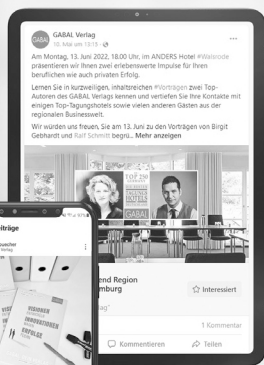 GABAL Verlag
10. Mai um 13:15
Am Montag, 13. Juni 2022, 18.00 Uhr, im ANDERS Hotel #Walsrode
präsentieren wir Ihnen zwei erlebenswerte Impulse für Ihren
beruflichen wie auch privaten Erfolg.
Lernen Sie in kurzweiligen, inhaltsreichen #Vorträgen zwei Top-
Autoren des GABAL Verlags kennen und vertiefen Sie Ihre Kontakte mit
einigen Top-Tagungshotels sowie vielen anderen Gästen aus der
regionalen Businesswelt.
Wir würden uns freuen, Sie am 13. Juni zu den Vorträgen von Birgit
Gebhardt und Ralf Schmitt begrü... Mehr anzeigen
TOP 250
TAGUNGS
HOTELS
GABAL
eiträge
Verlag
VISIONEN
INNOVATIONEN
ERFOLGE
end Region
mburg
Interessiert
1 Kommentar
Kommentieren
Teilen